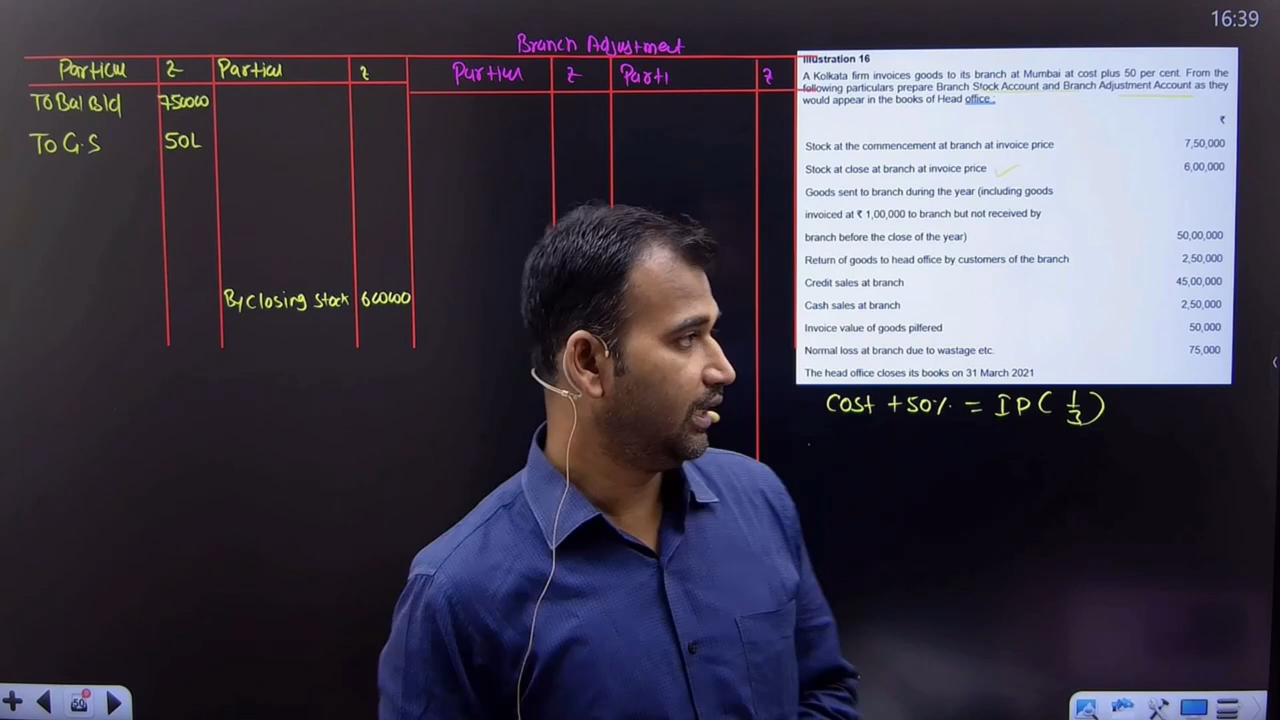 16:39
Branch Adjustment
Particu ₹ Particu ₹ Particu ₹ Parti ₹
To Bal B/d 750000
To G.S 50L
By Closing Stock 600000
Illustration 16
A Kolkata firm invoices goods to its branch at Mumbai at cost plus 50 per cent. From the
following particulars prepare Branch Stock Account and Branch Adjustment Account as they
would appear in the books of Head office :
₹
Stock at the commencement at branch at invoice price 7,50,000
Stock at close at branch at invoice price 6,00,000
Goods sent to branch during the year (including goods
invoiced at ₹ 1,00,000 to branch but not received by
branch before the close of the year) 50,00,000
Return of goods to head office by customers of the branch 2,50,000
Credit sales at branch 45,00,000
Cash sales at branch 2,50,000
Invoice value of goods pilfered 50,000
Normal loss at branch due to wastage etc. 75,000
The head office closes its books on 31 March 2021
Cost + 50% = IP (1/3)
50